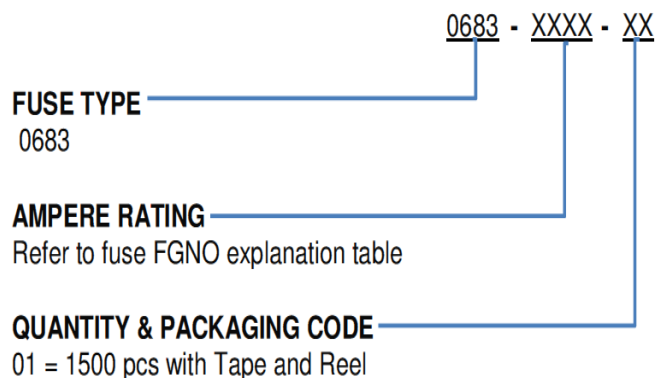 0683 - XXXX - XX
FUSE TYPE
0683
AMPERE RATING
Refer to fuse FGNO explanation table
QUANTITY & PACKAGING CODE
01 = 1500 pcs with Tape and Reel